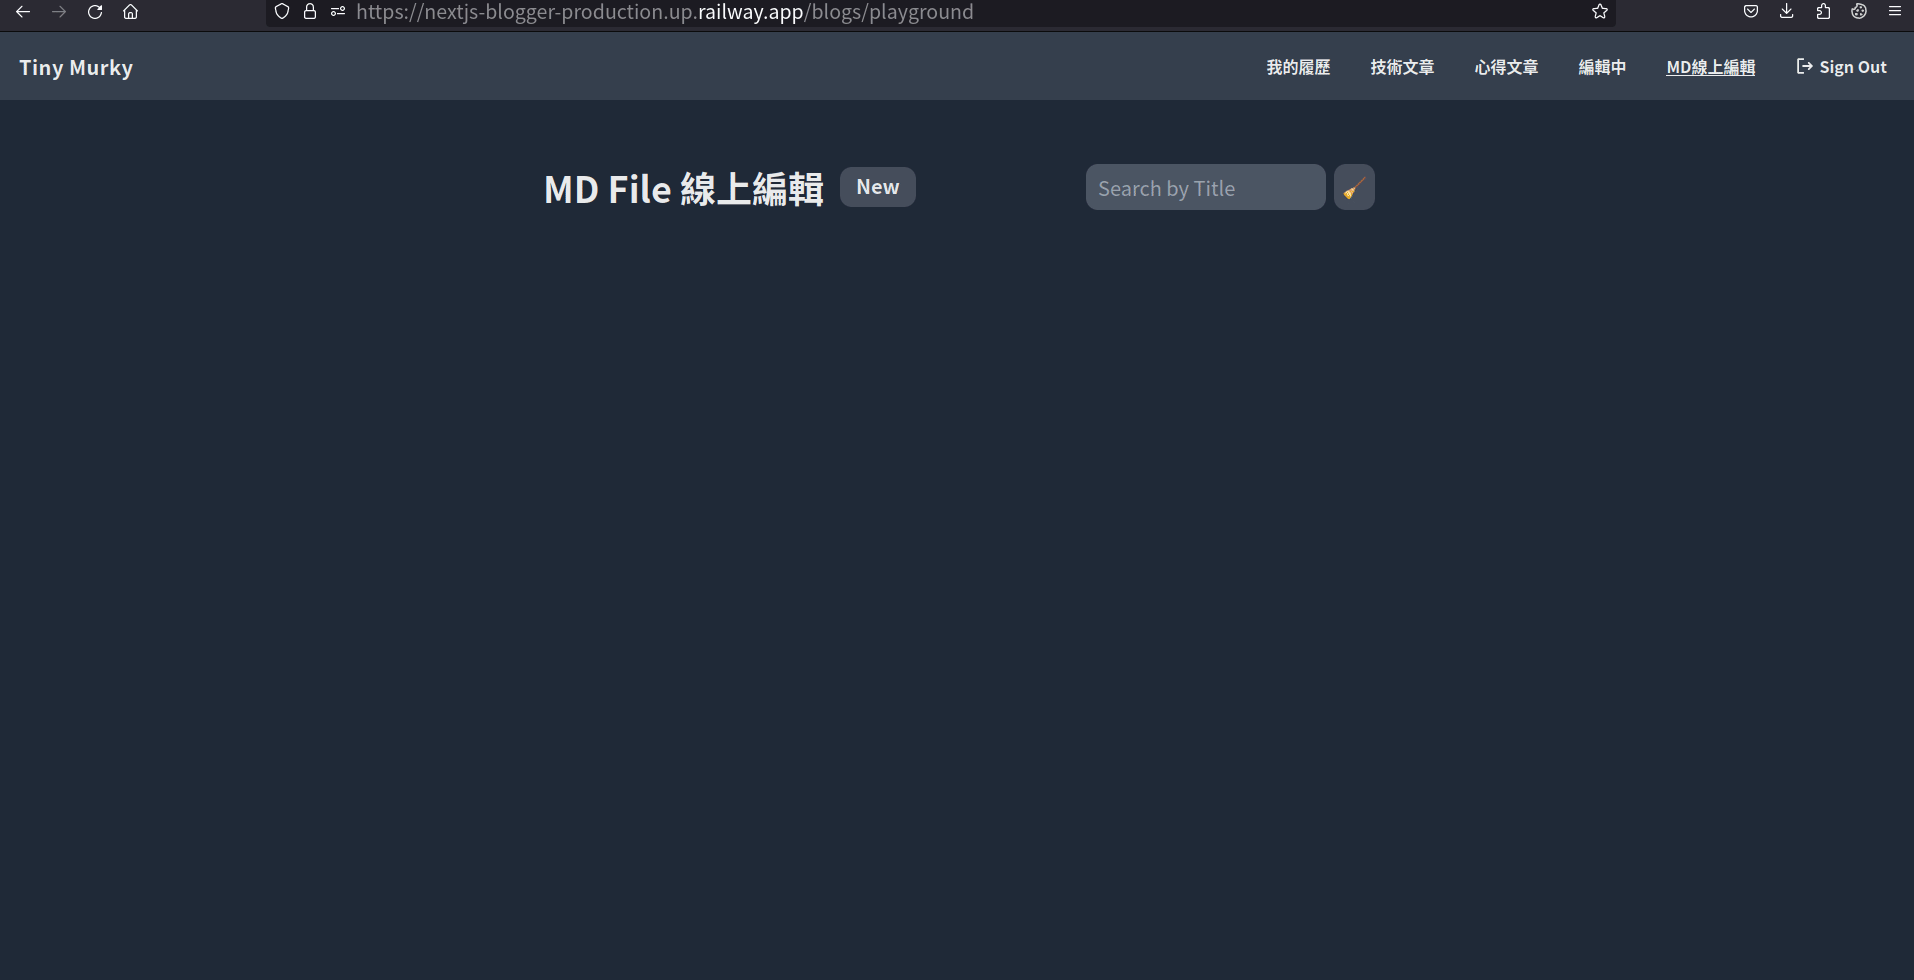 https://nextjs-blogger-production.up.railway.app/blogs/playground
Tiny Murky
我的履歷
技術文章
心得文章
編輯中
MD線上編輯
Sign Out
MD File 線上編輯
New
Search by Title